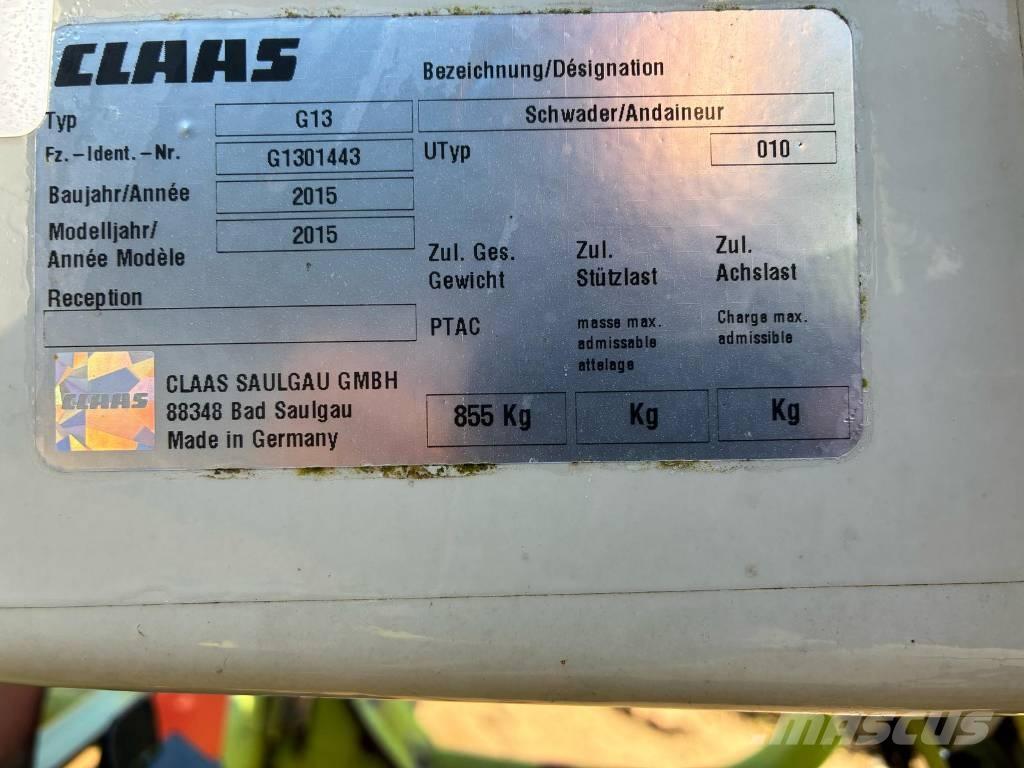 CLAAS
Bezeichnung/Désignation
Typ G13 Schwader/Andaineur
Fz.-Ident.-Nr. G1301443 UTyp 010
Baujahr/Année 2015
Modelljahr/ 2015
Année Modèle
Zul. Ges. Zul. Zul.
Gewicht Stützlast Achslast
Reception
PTAC masse max. Charge max.
admissable admissible
attelage
CLAAS
CLAAS SAULGAU GMBH
88348 Bad Saulgau
Made in Germany
855 Kg Kg Kg
MASCUS